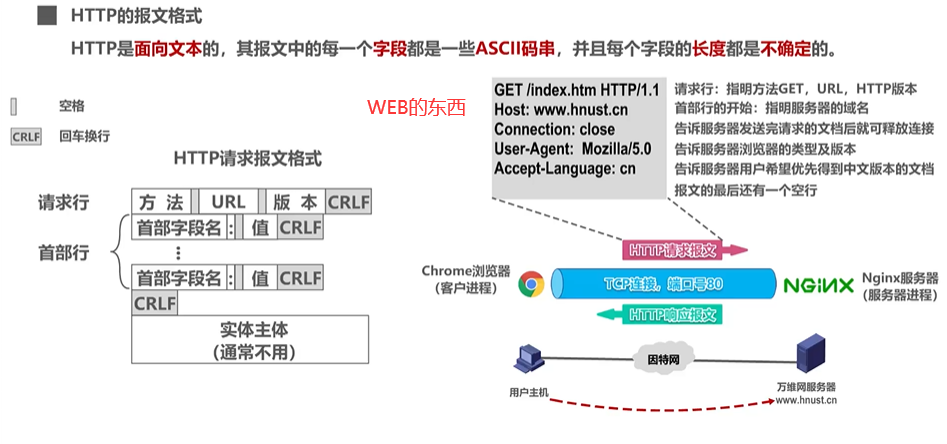 HTTP的报文格式
HTTP是面向文本的，其报文中的每一个字段都是一些ASCII码串，并且每个字段的长度都是不确定的。
空格
CRLF 回车换行
WEB的东西
HTTP请求报文格式
请求行
方 法 URL 版 本 CRLF
首部行
首部字段名 : 值 CRLF
⋮
首部字段名 : 值 CRLF
CRLF
实体主体
（通常不用）
GET /index.htm HTTP/1.1
Host: www.hnust.cn
Connection: close
User-Agent: Mozilla/5.0
Accept-Language: cn
请求行：指明方法GET，URL，HTTP版本
首部行的开始：指明服务器的域名
告诉服务器发送完请求的文档后就可释放连接
告诉服务器浏览器的类型及版本
告诉服务器用户希望优先得到中文版本的文档
报文的最后还有一个空行
HTTP请求报文
Chrome浏览器
（客户进程）
TCP连接，端口号80
NGINX
Nginx服务器
（服务器进程）
HTTP响应报文
因特网
用户主机
万维网服务器
www.hnust.cn